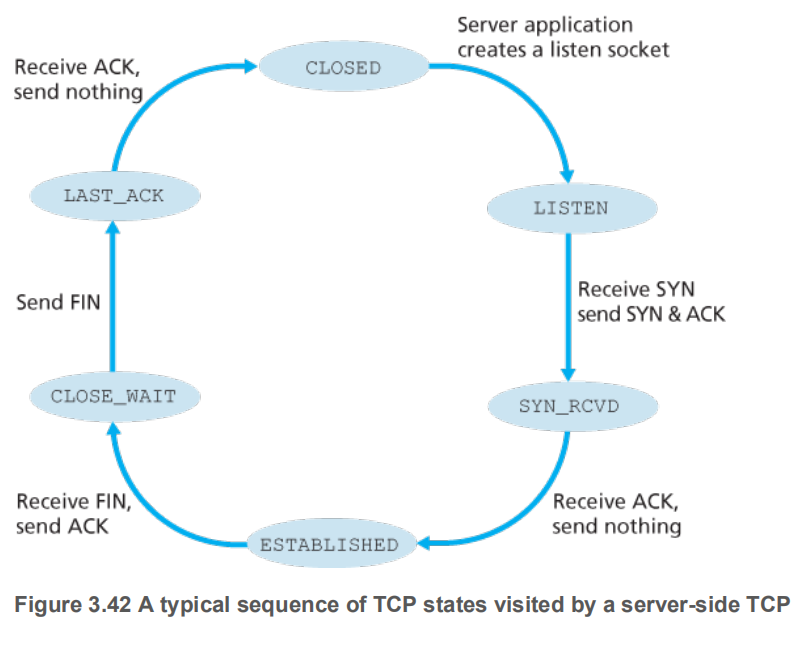 Server application
creates a listen socket
Receive ACK,
send nothing
CLOSED
LAST_ACK
LISTEN
Send FIN
Receive SYN
send SYN & ACK
CLOSE_WAIT
SYN_RCVD
Receive FIN,
send ACK
Receive ACK,
send nothing
ESTABLISHED
Figure 3.42 A typical sequence of TCP states visited by a server-side TCP